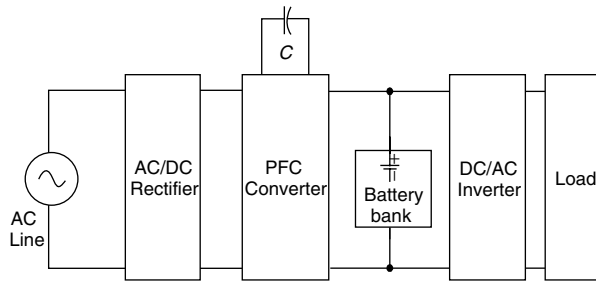 C
AC/DC
Rectifier
PFC
Converter
+
Battery
bank
DC/AC
Inverter
Load
AC
Line